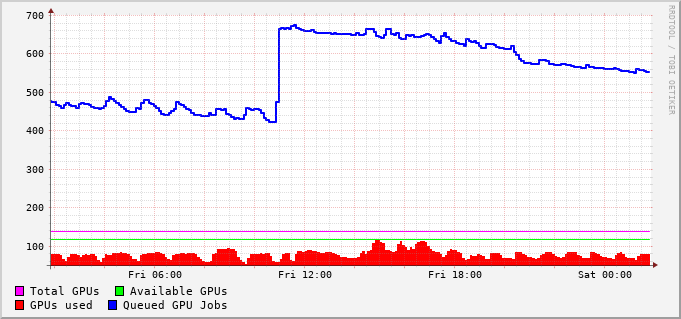 700
600
500
400
300
200
100
Fri 06:00 Fri 12:00 Fri 18:00 Sat 00:00
Total GPUs Available GPUs
GPUs used Queued GPU Jobs
RRDTOOL / TOBI OETIKER